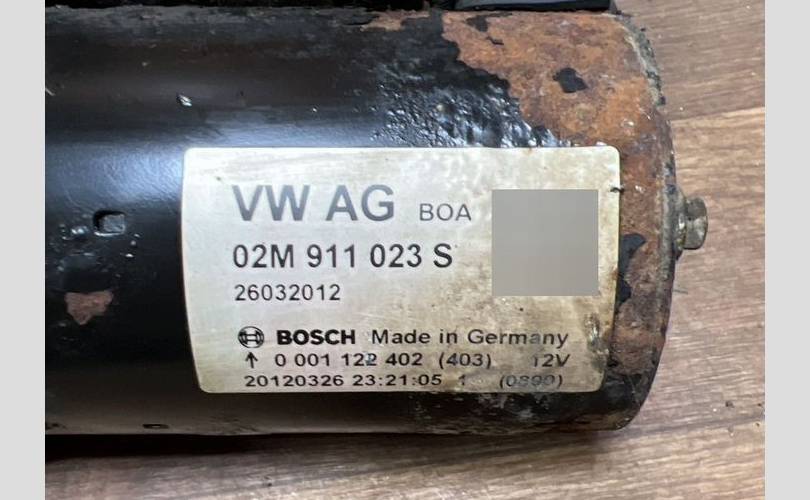 VW AG BOA
02M 911 023 S
26032012
BOSCH Made in Germany
↑ 0 001 122 402 (403) 12V
20120326 23:21:05 1 (0890)